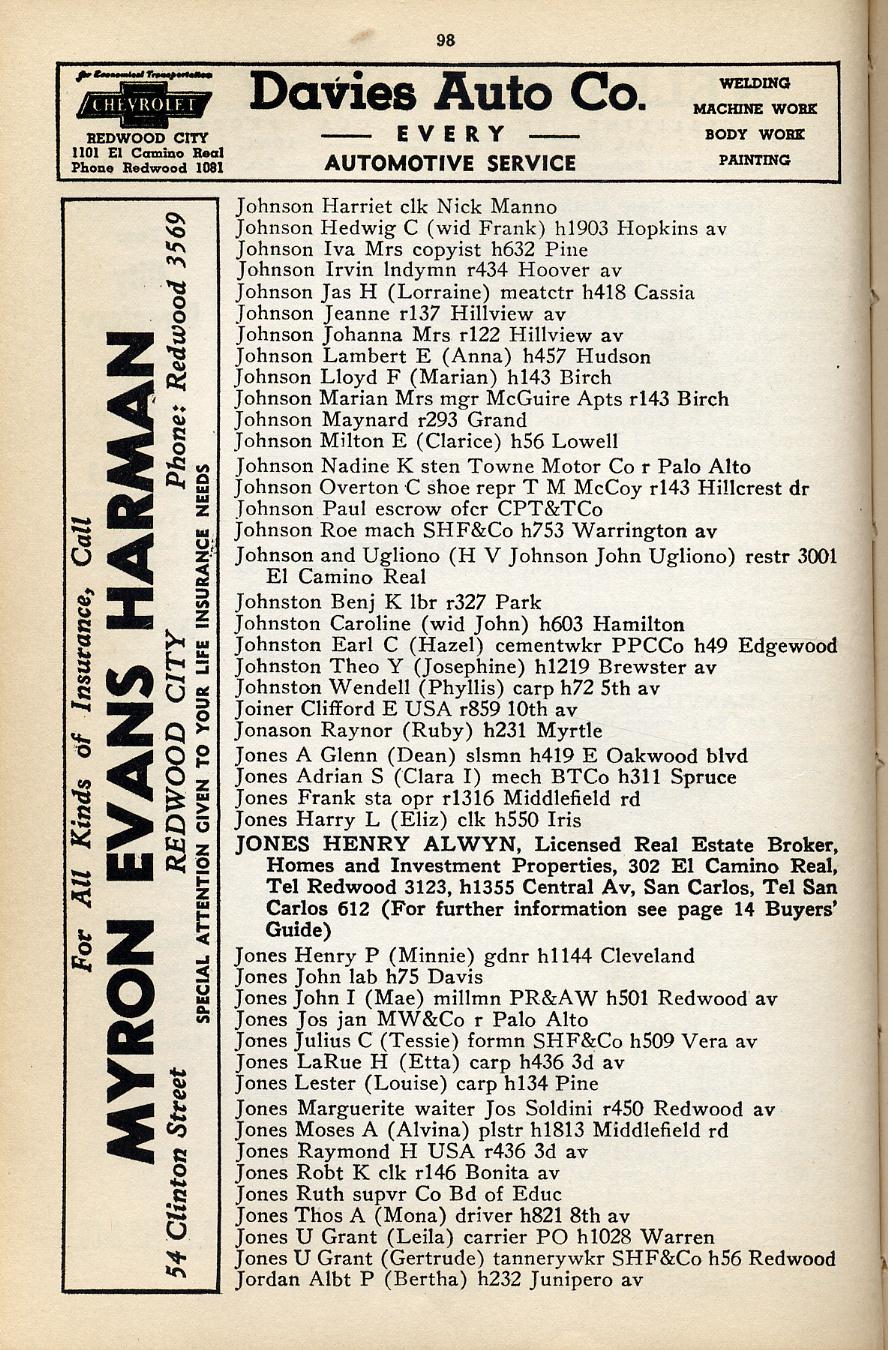 98
for Economical Transportation
CHEVROLET
REDWOOD CITY
1101 El Camino Real
Phone Redwood 1081
Davies Auto Co.
EVERY
AUTOMOTIVE SERVICE
WELDING
MACHINE WORK
BODY WORK
PAINTING
For All Kinds of Insurance, Call
MYRON EVANS HARMAN
54 Clinton Street REDWOOD CITY Phone: Redwood 3569
SPECIAL ATTENTION GIVEN TO YOUR LIFE INSURANCE NEEDS
Johnson Harriet clk Nick Manno
Johnson Hedwig C (wid Frank) h1903 Hopkins av
Johnson Iva Mrs copyist h632 Pine
Johnson Irvin lndymn r434 Hoover av
Johnson Jas H (Lorraine) meatctr h418 Cassia
Johnson Jeanne r137 Hillview av
Johnson Johanna Mrs r122 Hillview av
Johnson Lambert E (Anna) h457 Hudson
Johnson Lloyd F (Marian) h143 Birch
Johnson Marian Mrs mgr McGuire Apts r143 Birch
Johnson Maynard r293 Grand
Johnson Milton E (Clarice) h56 Lowell
Johnson Nadine K sten Towne Motor Co r Palo Alto
Johnson Overton C shoe repr T M McCoy r143 Hillcrest dr
Johnson Paul escrow ofcr CPT&TCo
Johnson Roe mach SHF&Co h753 Warrington av
Johnson and Ugliono (H V Johnson John Ugliono) restr 3001
El Camino Real
Johnston Benj K lbr r327 Park
Johnston Caroline (wid John) h603 Hamilton
Johnston Earl C (Hazel) cementwkr PPCCo h49 Edgewood
Johnston Theo Y (Josephine) h1219 Brewster av
Johnston Wendell (Phyllis) carp h72 5th av
Joiner Clifford E USA r859 10th av
Jonason Raynor (Ruby) h231 Myrtle
Jones A Glenn (Dean) slsmn h419 E Oakwood blvd
Jones Adrian S (Clara I) mech BTCo h311 Spruce
Jones Frank sta opr r1316 Middlefield rd
Jones Harry L (Eliz) clk h550 Iris
JONES HENRY ALWYN, Licensed Real Estate Broker,
Homes and Investment Properties, 302 El Camino Real,
Tel Redwood 3123, h1355 Central Av, San Carlos, Tel San
Carlos 612 (For further information see page 14 Buyers'
Guide)
Jones Henry P (Minnie) gdnr h1144 Cleveland
Jones John lab h75 Davis
Jones John I (Mae) millmn PR&AW h501 Redwood av
Jones Jos jan MW&Co r Palo Alto
Jones Julius C (Tessie) formn SHF&Co h509 Vera av
Jones LaRue H (Etta) carp h436 3d av
Jones Lester (Louise) carp h134 Pine
Jones Marguerite waiter Jos Soldini r450 Redwood av
Jones Moses A (Alvina) plstr h1813 Middlefield rd
Jones Raymond H USA r436 3d av
Jones Robt K clk r146 Bonita av
Jones Ruth supvr Co Bd of Educ
Jones Thos A (Mona) driver h821 8th av
Jones U Grant (Leila) carrier PO h1028 Warren
Jones U Grant (Gertrude) tannerywkr SHF&Co h56 Redwood
Jordan Albt P (Bertha) h232 Junipero av